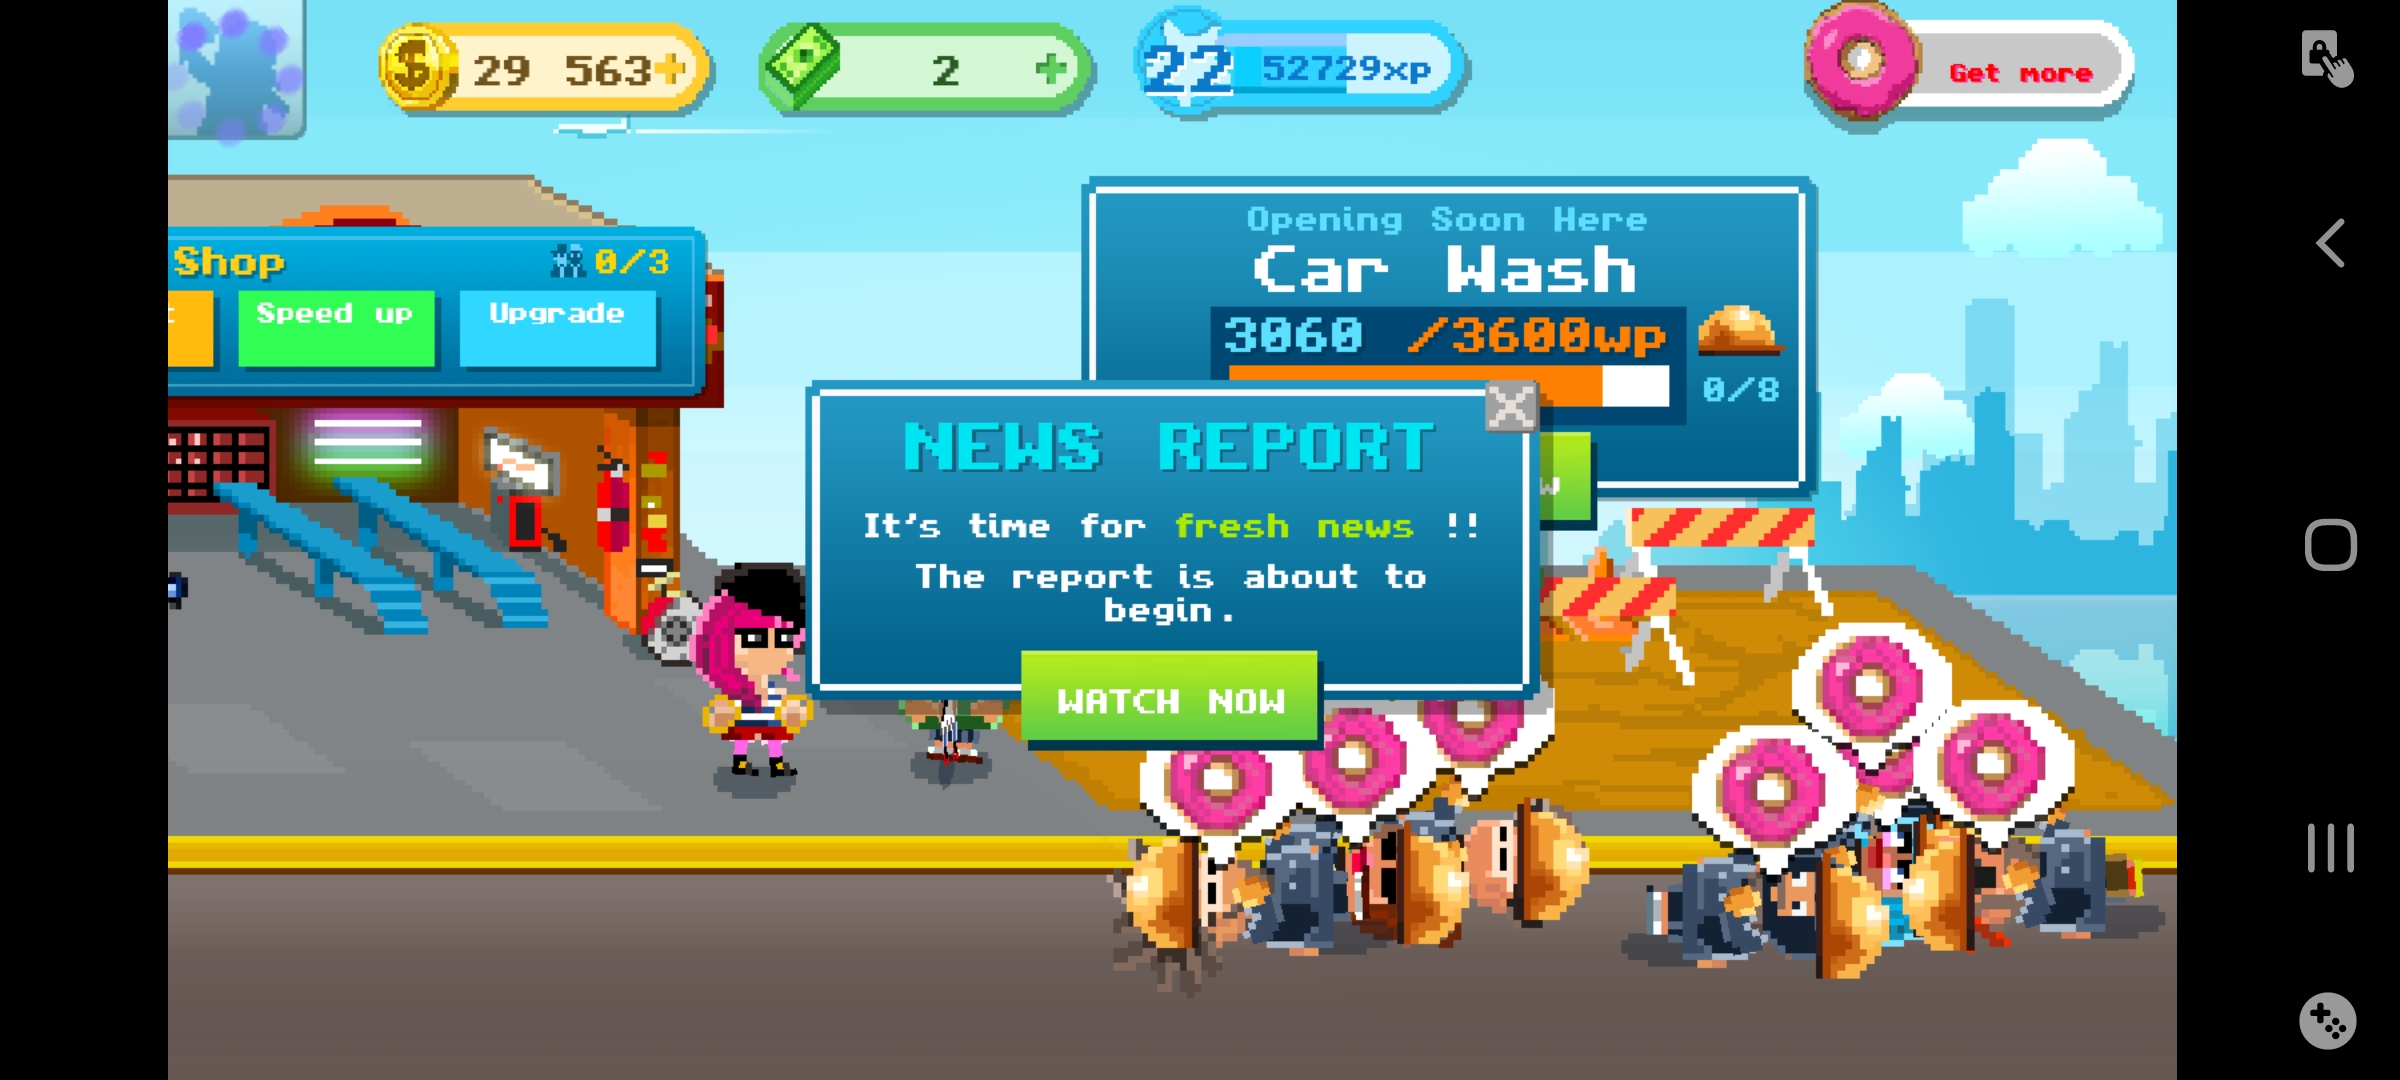 29 563+
2 +
22 52729xp
Get more
Shop 0/3
Speed up
Upgrade
Opening Soon Here
Car Wash
3060 /3600wp
0/8
NEWS REPORT
It's time for fresh news !!
The report is about to
begin.
WATCH NOW